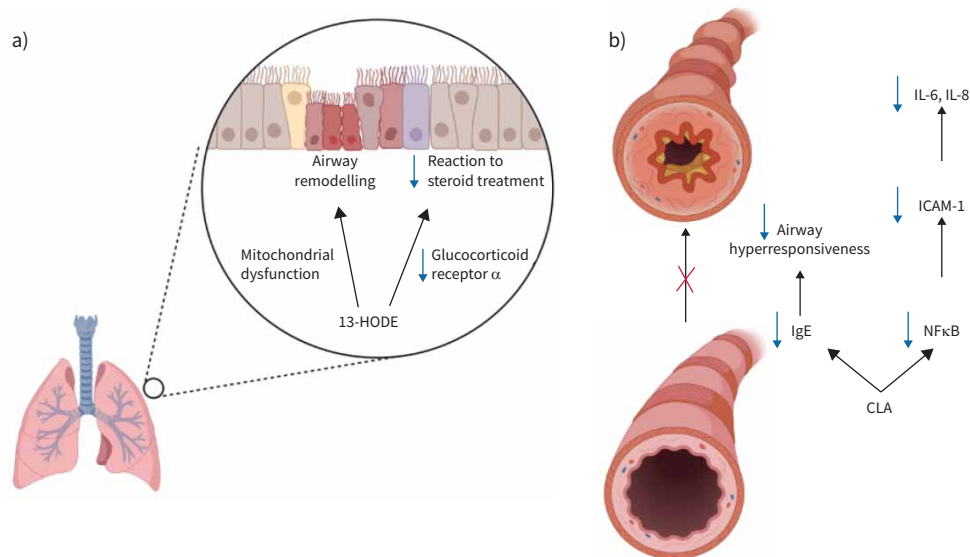 a)
Airway
remodelling
Reaction to
steroid treatment
Mitochondrial
dysfunction
Glucocorticoid
receptor α
13-HODE
b)
IL-6, IL-8
ICAM-1
Airway
hyperresponsiveness
IgE
NFκB
CLA